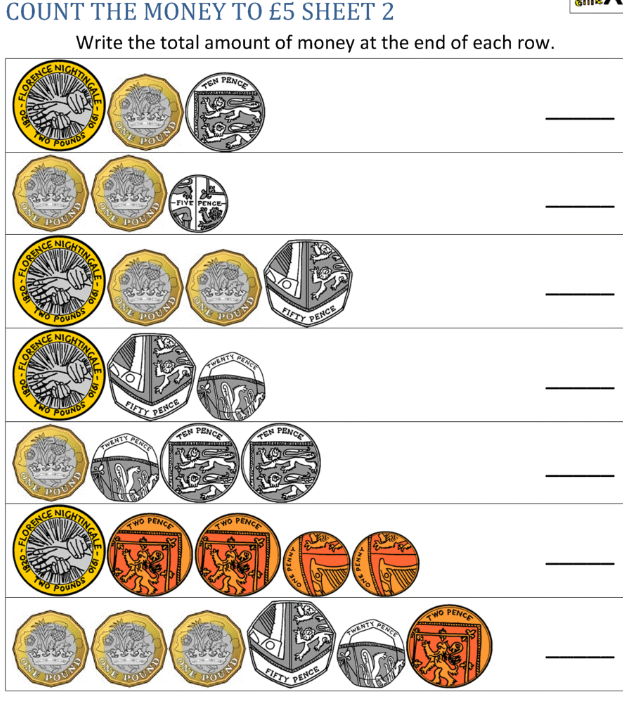 COUNT THE MONEY TO £5 SHEET 2
Write the total amount of money at the end of each row.
1820 - FLORENCE NIGHTINGALE - 1910 TWO POUNDS ONE POUND TEN PENCE
ONE POUND ONE POUND FIVE PENCE
1820 - FLORENCE NIGHTINGALE - 1910 TWO POUNDS ONE POUND ONE POUND FIFTY PENCE
1820 - FLORENCE NIGHTINGALE - 1910 TWO POUNDS FIFTY PENCE TWENTY PENCE
ONE POUND TWENTY PENCE TEN PENCE TEN PENCE
1820 - FLORENCE NIGHTINGALE - 1910 TWO POUNDS TWO PENCE TWO PENCE ONE PENNY ONE PENNY
ONE POUND ONE POUND ONE POUND FIFTY PENCE TWENTY PENCE TWO PENCE